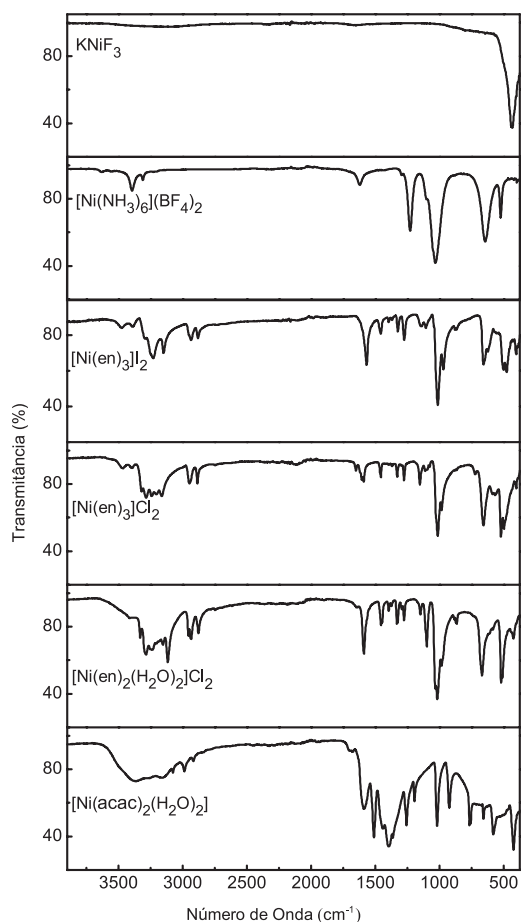 KNiF3
80
40
[Ni(NH3)6](BF4)2
80
40
[Ni(en)3]I2
80
40
[Ni(en)3]Cl2
80
40
[Ni(en)2(H2O)2]Cl2
80
40
[Ni(acac)2(H2O)2]
80
40
Transmitância (%)
3500 3000 2500 2000 1500 1000 500
Número de Onda (cm-1)